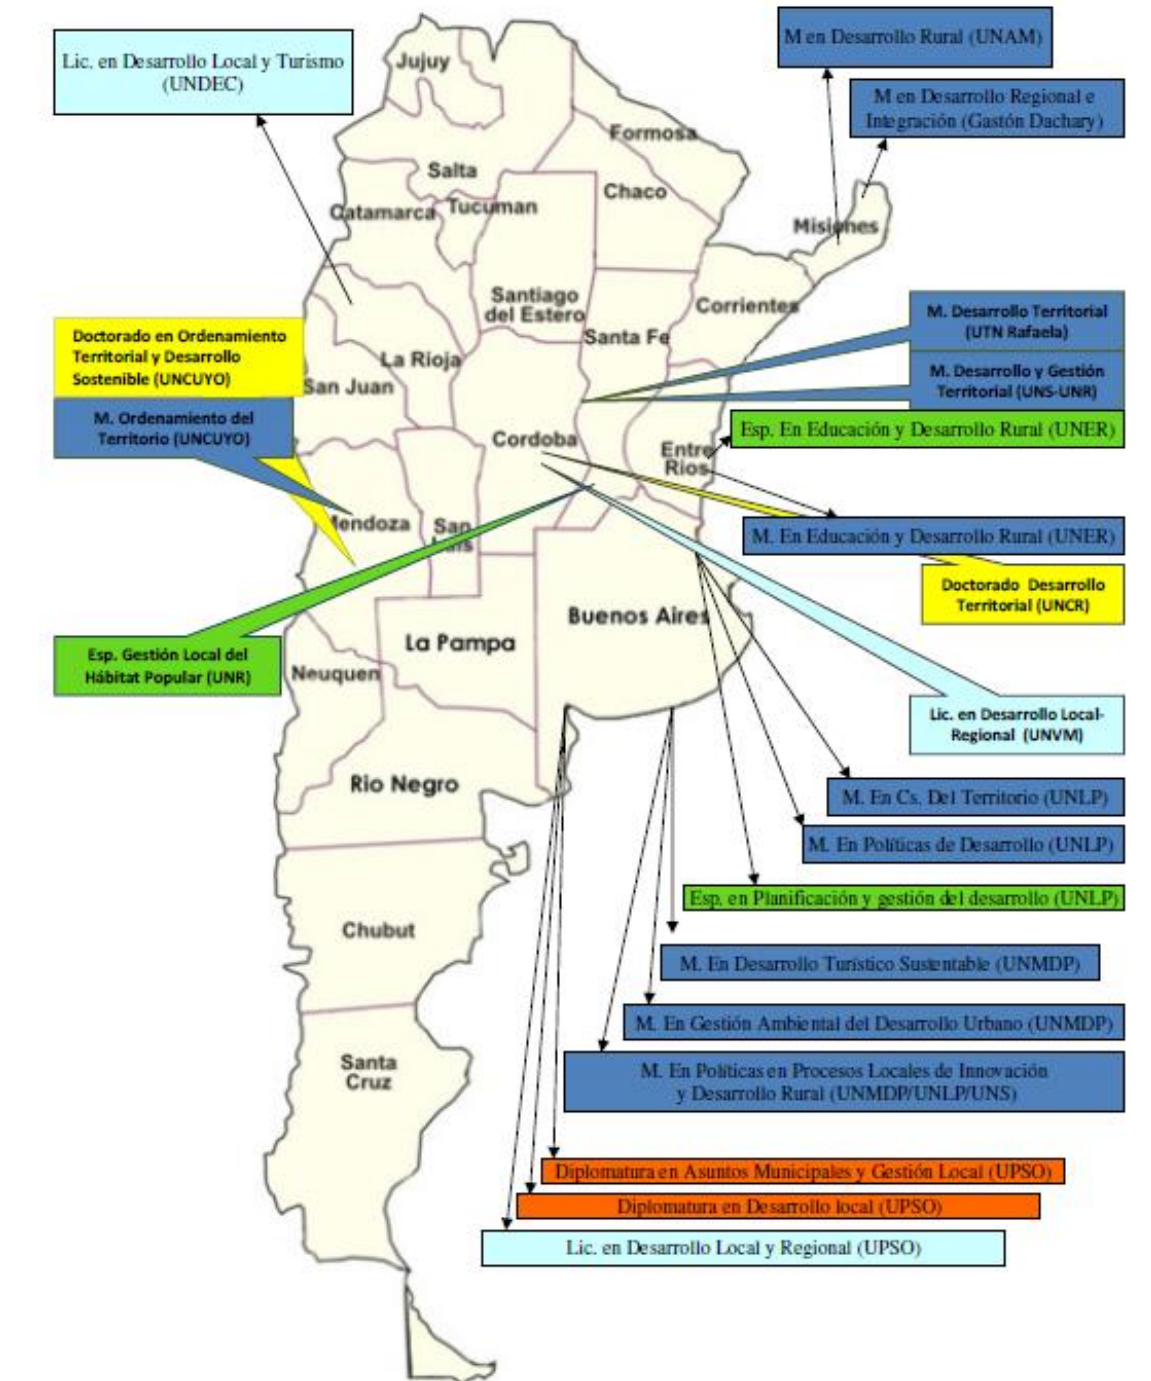 Lic. en Desarrollo Local y Turismo
(UNDEC)
M en Desarrollo Rural (UNAM)
M en Desarrollo Regional e
Integración (Gastón Dachary)
Jujuy
Formosa
Salta
Chaco
Catamarca
Tucuman
Misiones
Santiago
del Estero
Corrientes
Santa Fe
La Rioja
San Juan
M. Desarrollo Territorial
(UTN Rafaela)
M. Desarrollo y Gestión
Territorial (UNS-UNR)
Doctorado en Ordenamiento
Territorial y Desarrollo
Sostenible (UNCUYO)
M. Ordenamiento del
Territorio (UNCUYO)
Cordoba
Entre
Rios
Esp. En Educación y Desarrollo Rural (UNER)
Mendoza
San
Luis
M. En Educación y Desarrollo Rural (UNER)
Doctorado Desarrollo
Territorial (UNCR)
Buenos Aires
La Pampa
Esp. Gestión Local del
Hábitat Popular (UNR)
Neuquen
Lic. en Desarrollo Local-
Regional (UNVM)
Rio Negro
M. En Cs. Del Territorio (UNLP)
M. En Políticas de Desarrollo (UNLP)
Esp. en Planificación y gestión del desarrollo (UNLP)
Chubut
M. En Desarrollo Turístico Sustentable (UNMDP)
M. En Gestión Ambiental del Desarrollo Urbano (UNMDP)
Santa
Cruz
M. En Políticas en Procesos Locales de Innovación
y Desarrollo Rural (UNMDP/UNLP/UNS)
Diplomatura en Asuntos Municipales y Gestión Local (UPSO)
Diplomatura en Desarrollo local (UPSO)
Lic. en Desarrollo Local y Regional (UPSO)